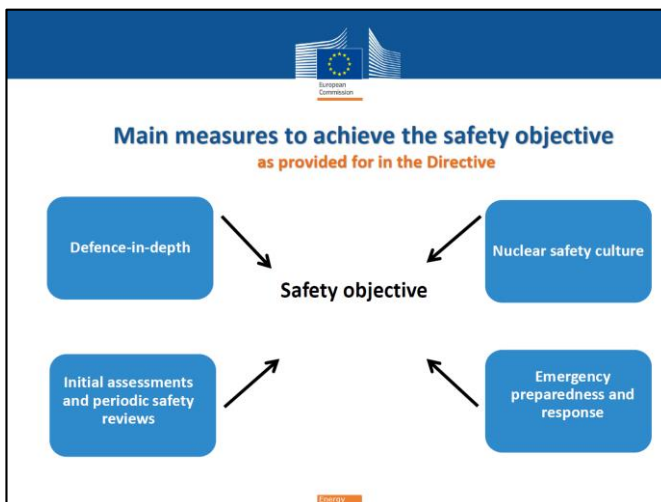 European
Commission
Main measures to achieve the safety objective
as provided for in the Directive
Defence-in-depth
Nuclear safety culture
Safety objective
Initial assessments
and periodic safety
reviews
Emergency
preparedness and
response
Energy